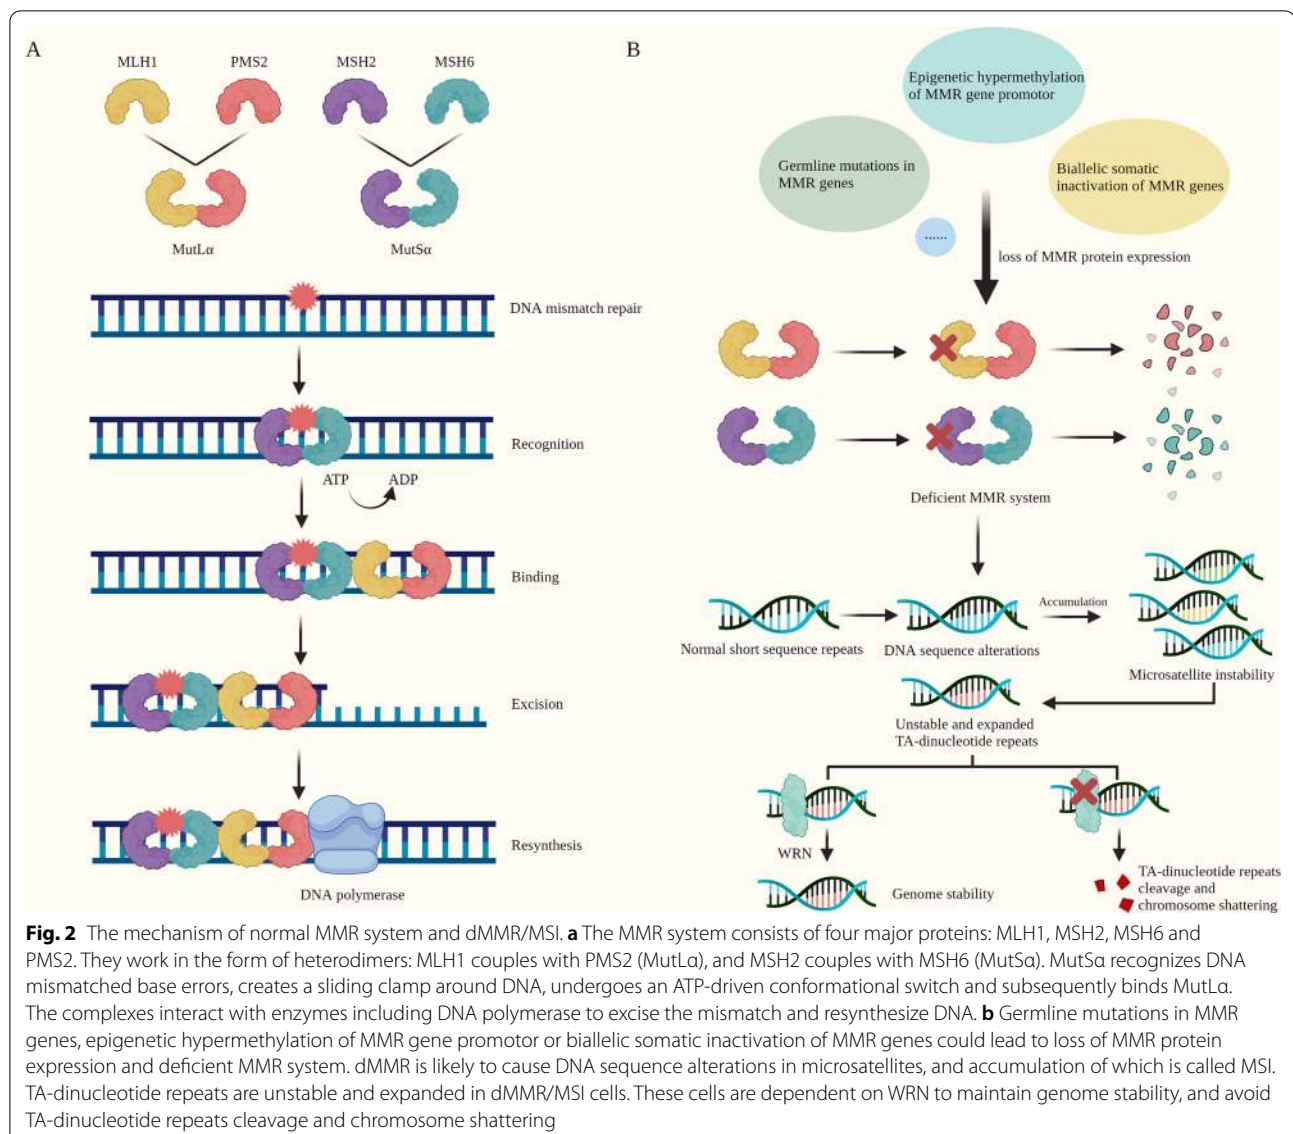 A
MLH1
PMS2
MSH2
MSH6
MutLα
MutSα
DNA mismatch repair
Recognition
ATP
ADP
Binding
Excision
Resynthesis
DNA polymerase
B
Epigenetic hypermethylation
of MMR gene promotor
Germline mutations in
MMR genes
Biallelic somatic
inactivation of MMR genes
......
loss of MMR protein expression
Deficient MMR system
Accumulation
Normal short sequence repeats
DNA sequence alterations
Microsatellite instability
Unstable and expanded
TA-dinucleotide repeats
WRN
Genome stability
TA-dinucleotide repeats
cleavage and
chromosome shattering
Fig. 2 The mechanism of normal MMR system and dMMR/MSI. a The MMR system consists of four major proteins: MLH1, MSH2, MSH6 and
PMS2. They work in the form of heterodimers: MLH1 couples with PMS2 (MutLα), and MSH2 couples with MSH6 (MutSα). MutSα recognizes DNA
mismatched base errors, creates a sliding clamp around DNA, undergoes an ATP-driven conformational switch and subsequently binds MutLα.
The complexes interact with enzymes including DNA polymerase to excise the mismatch and resynthesize DNA. b Germline mutations in MMR
genes, epigenetic hypermethylation of MMR gene promotor or biallelic somatic inactivation of MMR genes could lead to loss of MMR protein
expression and deficient MMR system. dMMR is likely to cause DNA sequence alterations in microsatellites, and accumulation of which is called MSI.
TA-dinucleotide repeats are unstable and expanded in dMMR/MSI cells. These cells are dependent on WRN to maintain genome stability, and avoid
TA-dinucleotide repeats cleavage and chromosome shattering